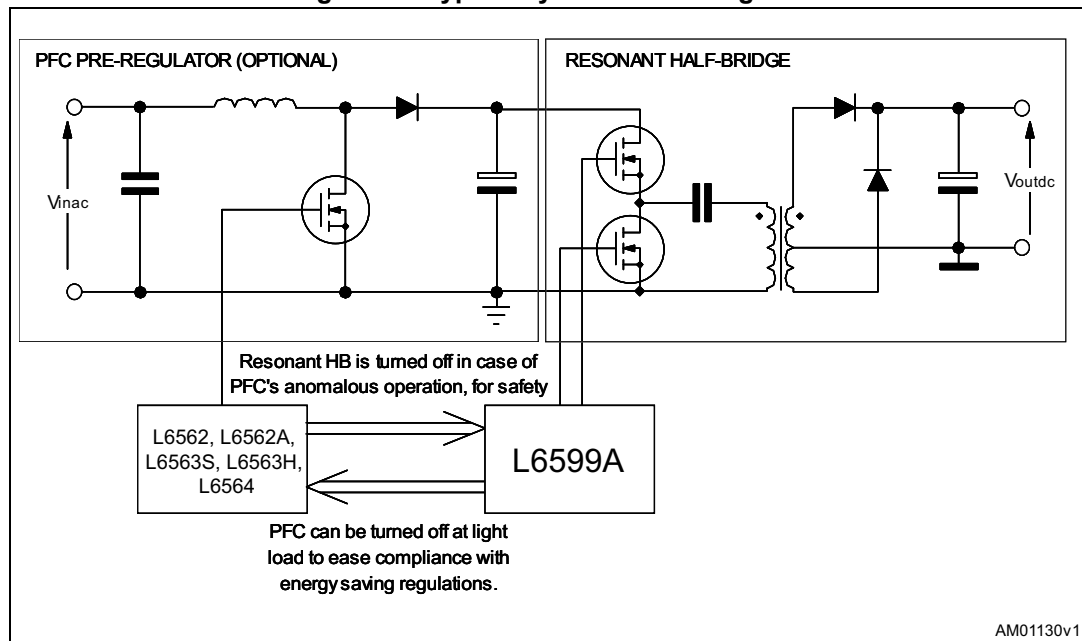 PFC PRE-REGULATOR (OPTIONAL)
RESONANT HALF-BRIDGE
Vinac
Voutdc
Resonant HB is turned off in case of
PFC's anomalous operation, for safety
L6562, L6562A,
L6563S, L6563H,
L6564
L6599A
PFC can be turned off at light
load to ease compliance with
energy saving regulations.
AM01130v1